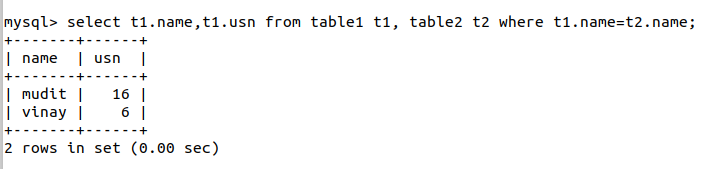 mysql> select t1.name,t1.usn from table1 t1, table2 t2 where t1.name=t2.name;
+-------+------+
| name  | usn  |
+-------+------+
| mudit |   16 |
| vinay |    6 |
+-------+------+
2 rows in set (0.00 sec)